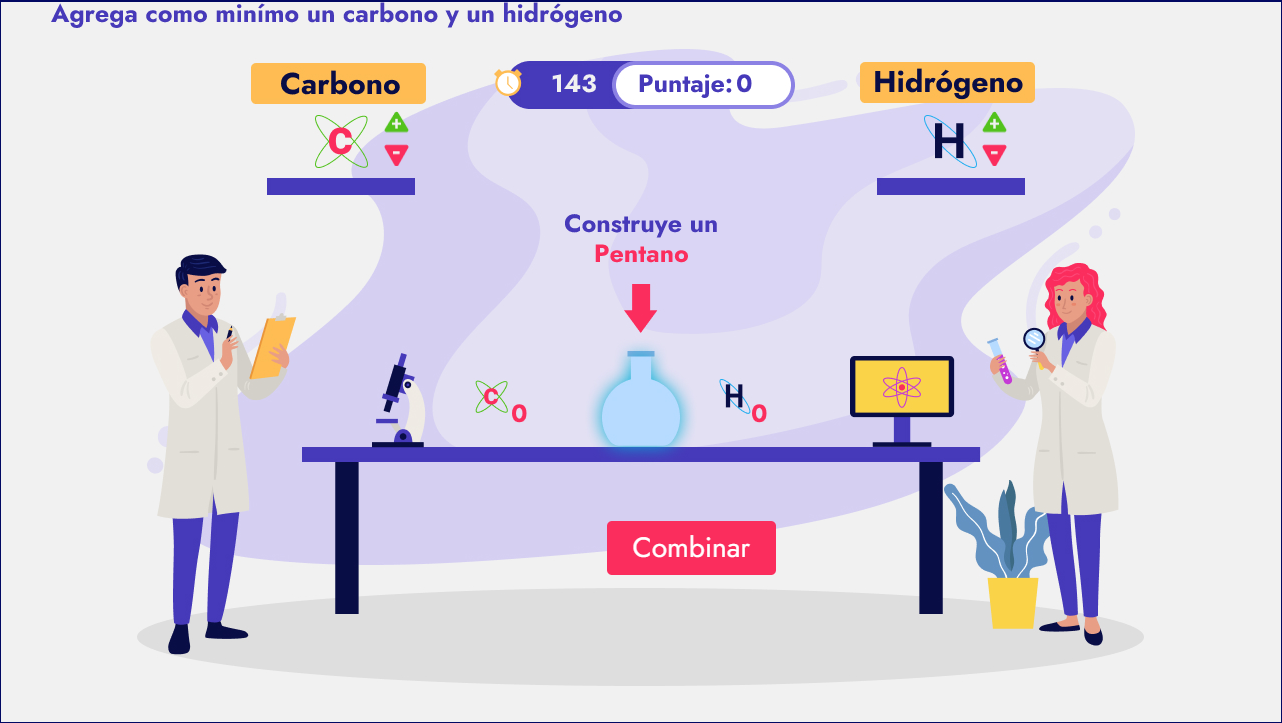 Agrega como minímo un carbono y un hidrógeno
Carbono
143
Puntaje: 0
Hidrógeno
C
+
-
H
+
-
Construye un
Pentano
C
0
H
0
Combinar